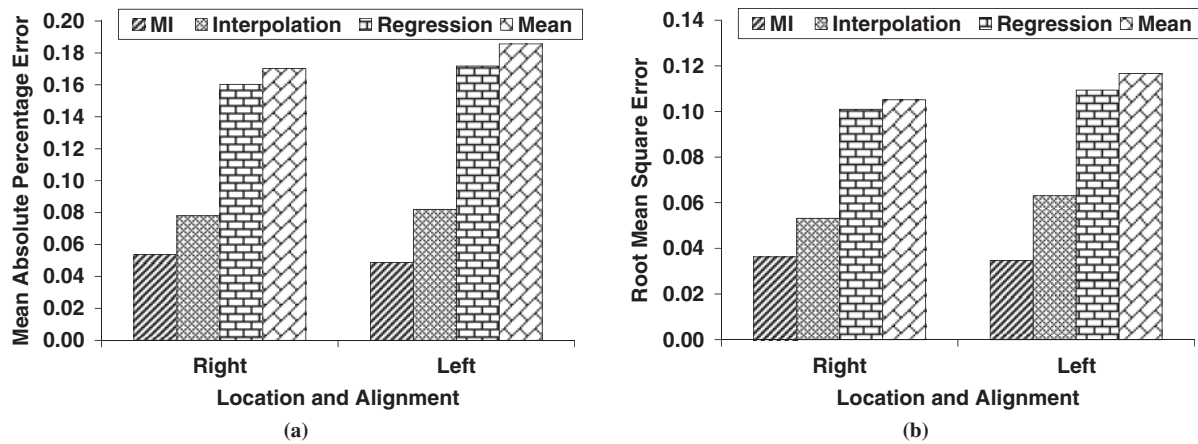 MI Interpolation Regression Mean
Mean Absolute Percentage Error
0.20
0.18
0.16
0.14
0.12
0.10
0.08
0.06
0.04
0.02
0.00
Right Left
Location and Alignment
(a)
MI Interpolation Regression Mean
Root Mean Square Error
0.14
0.12
0.10
0.08
0.06
0.04
0.02
0.00
Right Left
Location and Alignment
(b)